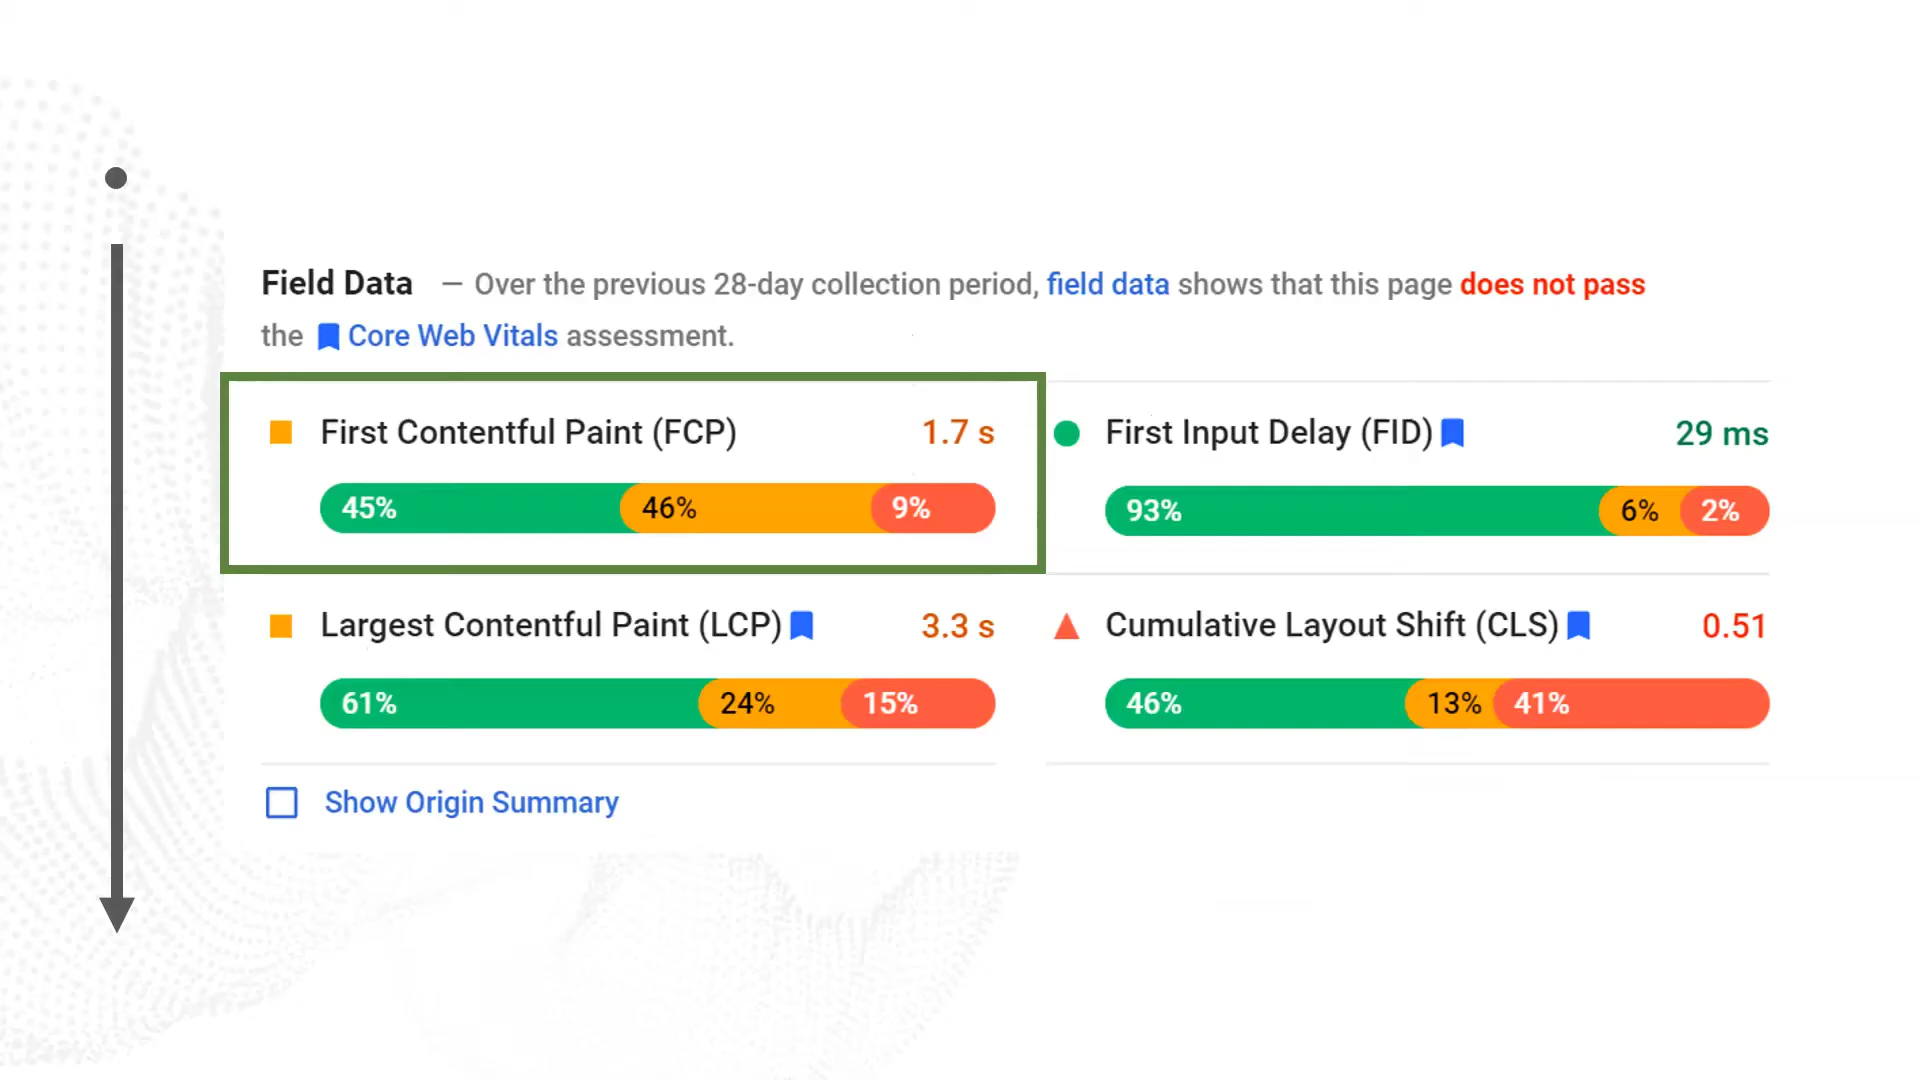 Field Data — Over the previous 28-day collection period, field data shows that this page does not pass
the Core Web Vitals assessment.
First Contentful Paint (FCP) 1.7 s
45% 46% 9%
First Input Delay (FID) 29 ms
93% 6% 2%
Largest Contentful Paint (LCP) 3.3 s
61% 24% 15%
Cumulative Layout Shift (CLS) 0.51
46% 13% 41%
Show Origin Summary